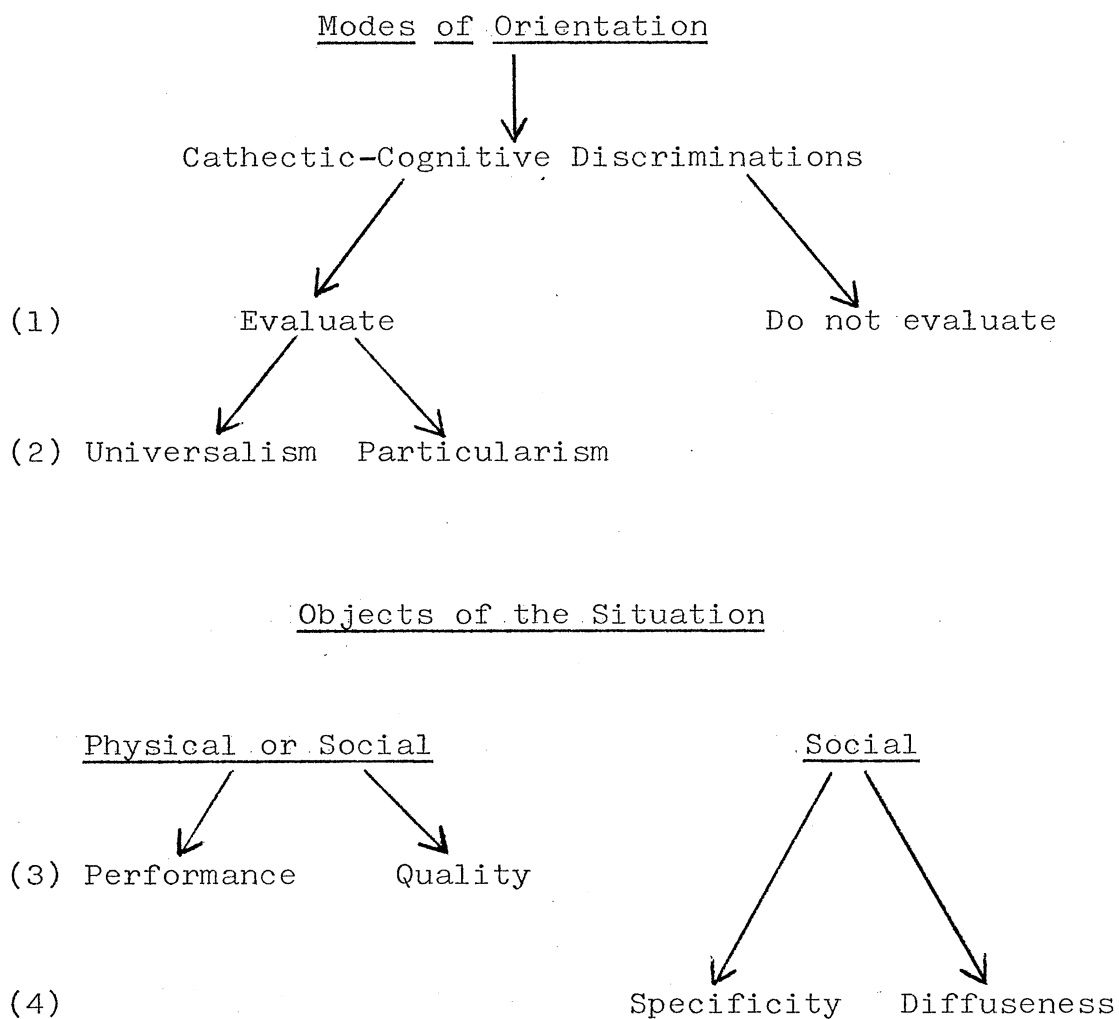 Modes of Orientation
Cathectic-Cognitive Discriminations
(1) Evaluate Do not evaluate
(2) Universalism Particularism
Objects of the Situation
Physical or Social Social
(3) Performance Quality
(4) Specificity Diffuseness